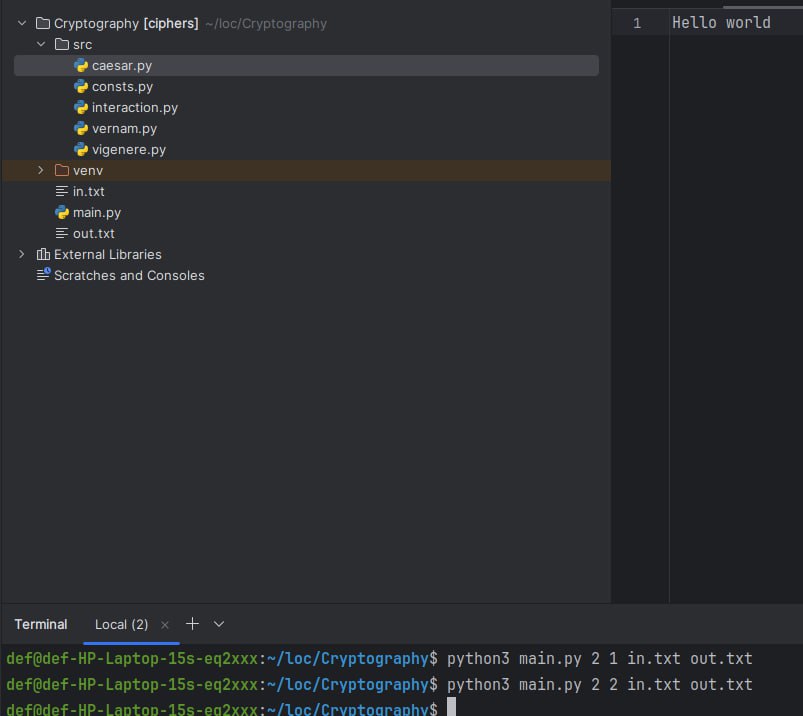 Cryptography [ciphers] ~/loc/Cryptography
src
caesar.py
consts.py
interaction.py
vernam.py
vigenere.py
venv
in.txt
main.py
out.txt
External Libraries
Scratches and Consoles
1 Hello world
Terminal Local (2)
def@def-HP-Laptop-15s-eq2xxx:~/loc/Cryptography$ python3 main.py 2 1 in.txt out.txt
def@def-HP-Laptop-15s-eq2xxx:~/loc/Cryptography$ python3 main.py 2 2 in.txt out.txt
def@def-HP-Laptop-15s-eq2xxx:~/loc/Cryptography$